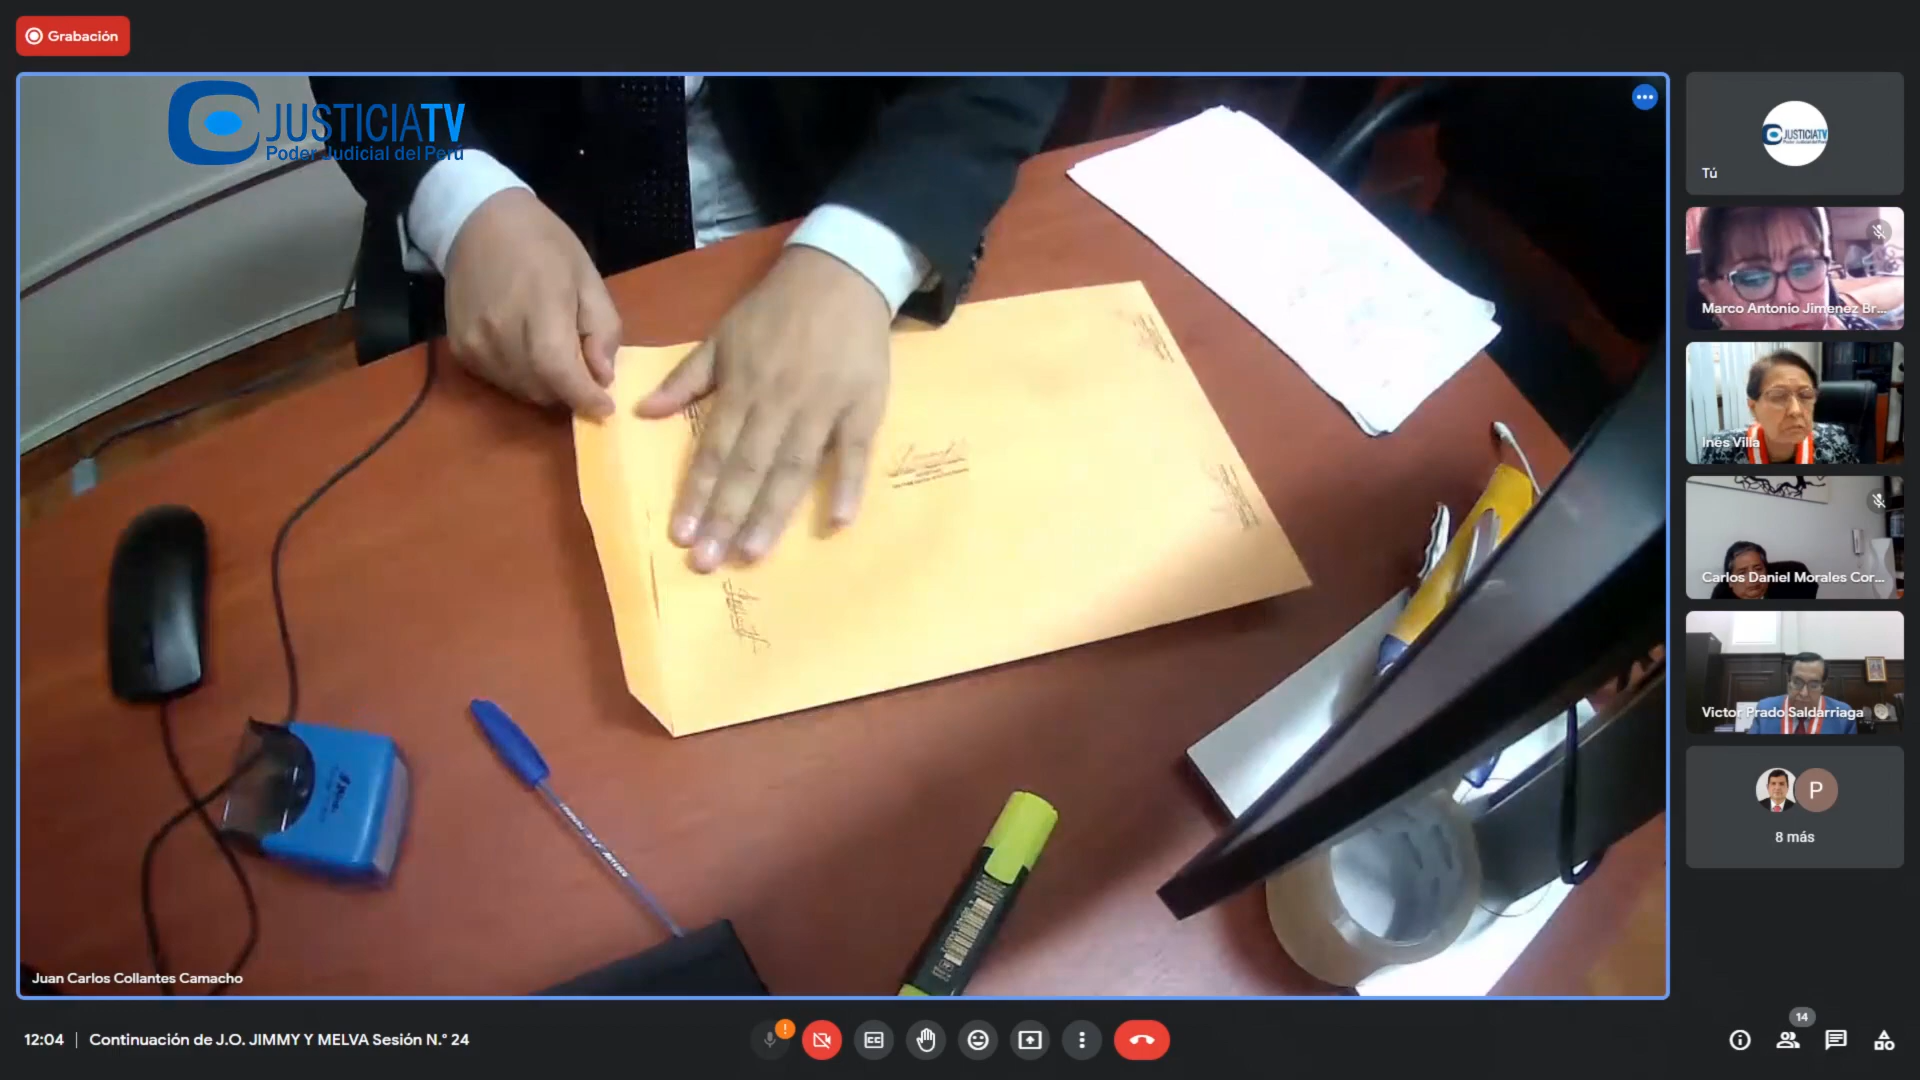 Grabación
JUSTICIATV
Poder Judicial del Perú
JUSTICIATV
Tú
Marco Antonio Jimenez Br...
Inés Villa
Carlos Daniel Morales Cor...
Victor Prado Saldarriaga
P
8 más
Juan Carlos Collantes Camacho
12:04 | Continuación de J.O. JIMMY Y MELVA Sesión N.° 24
14